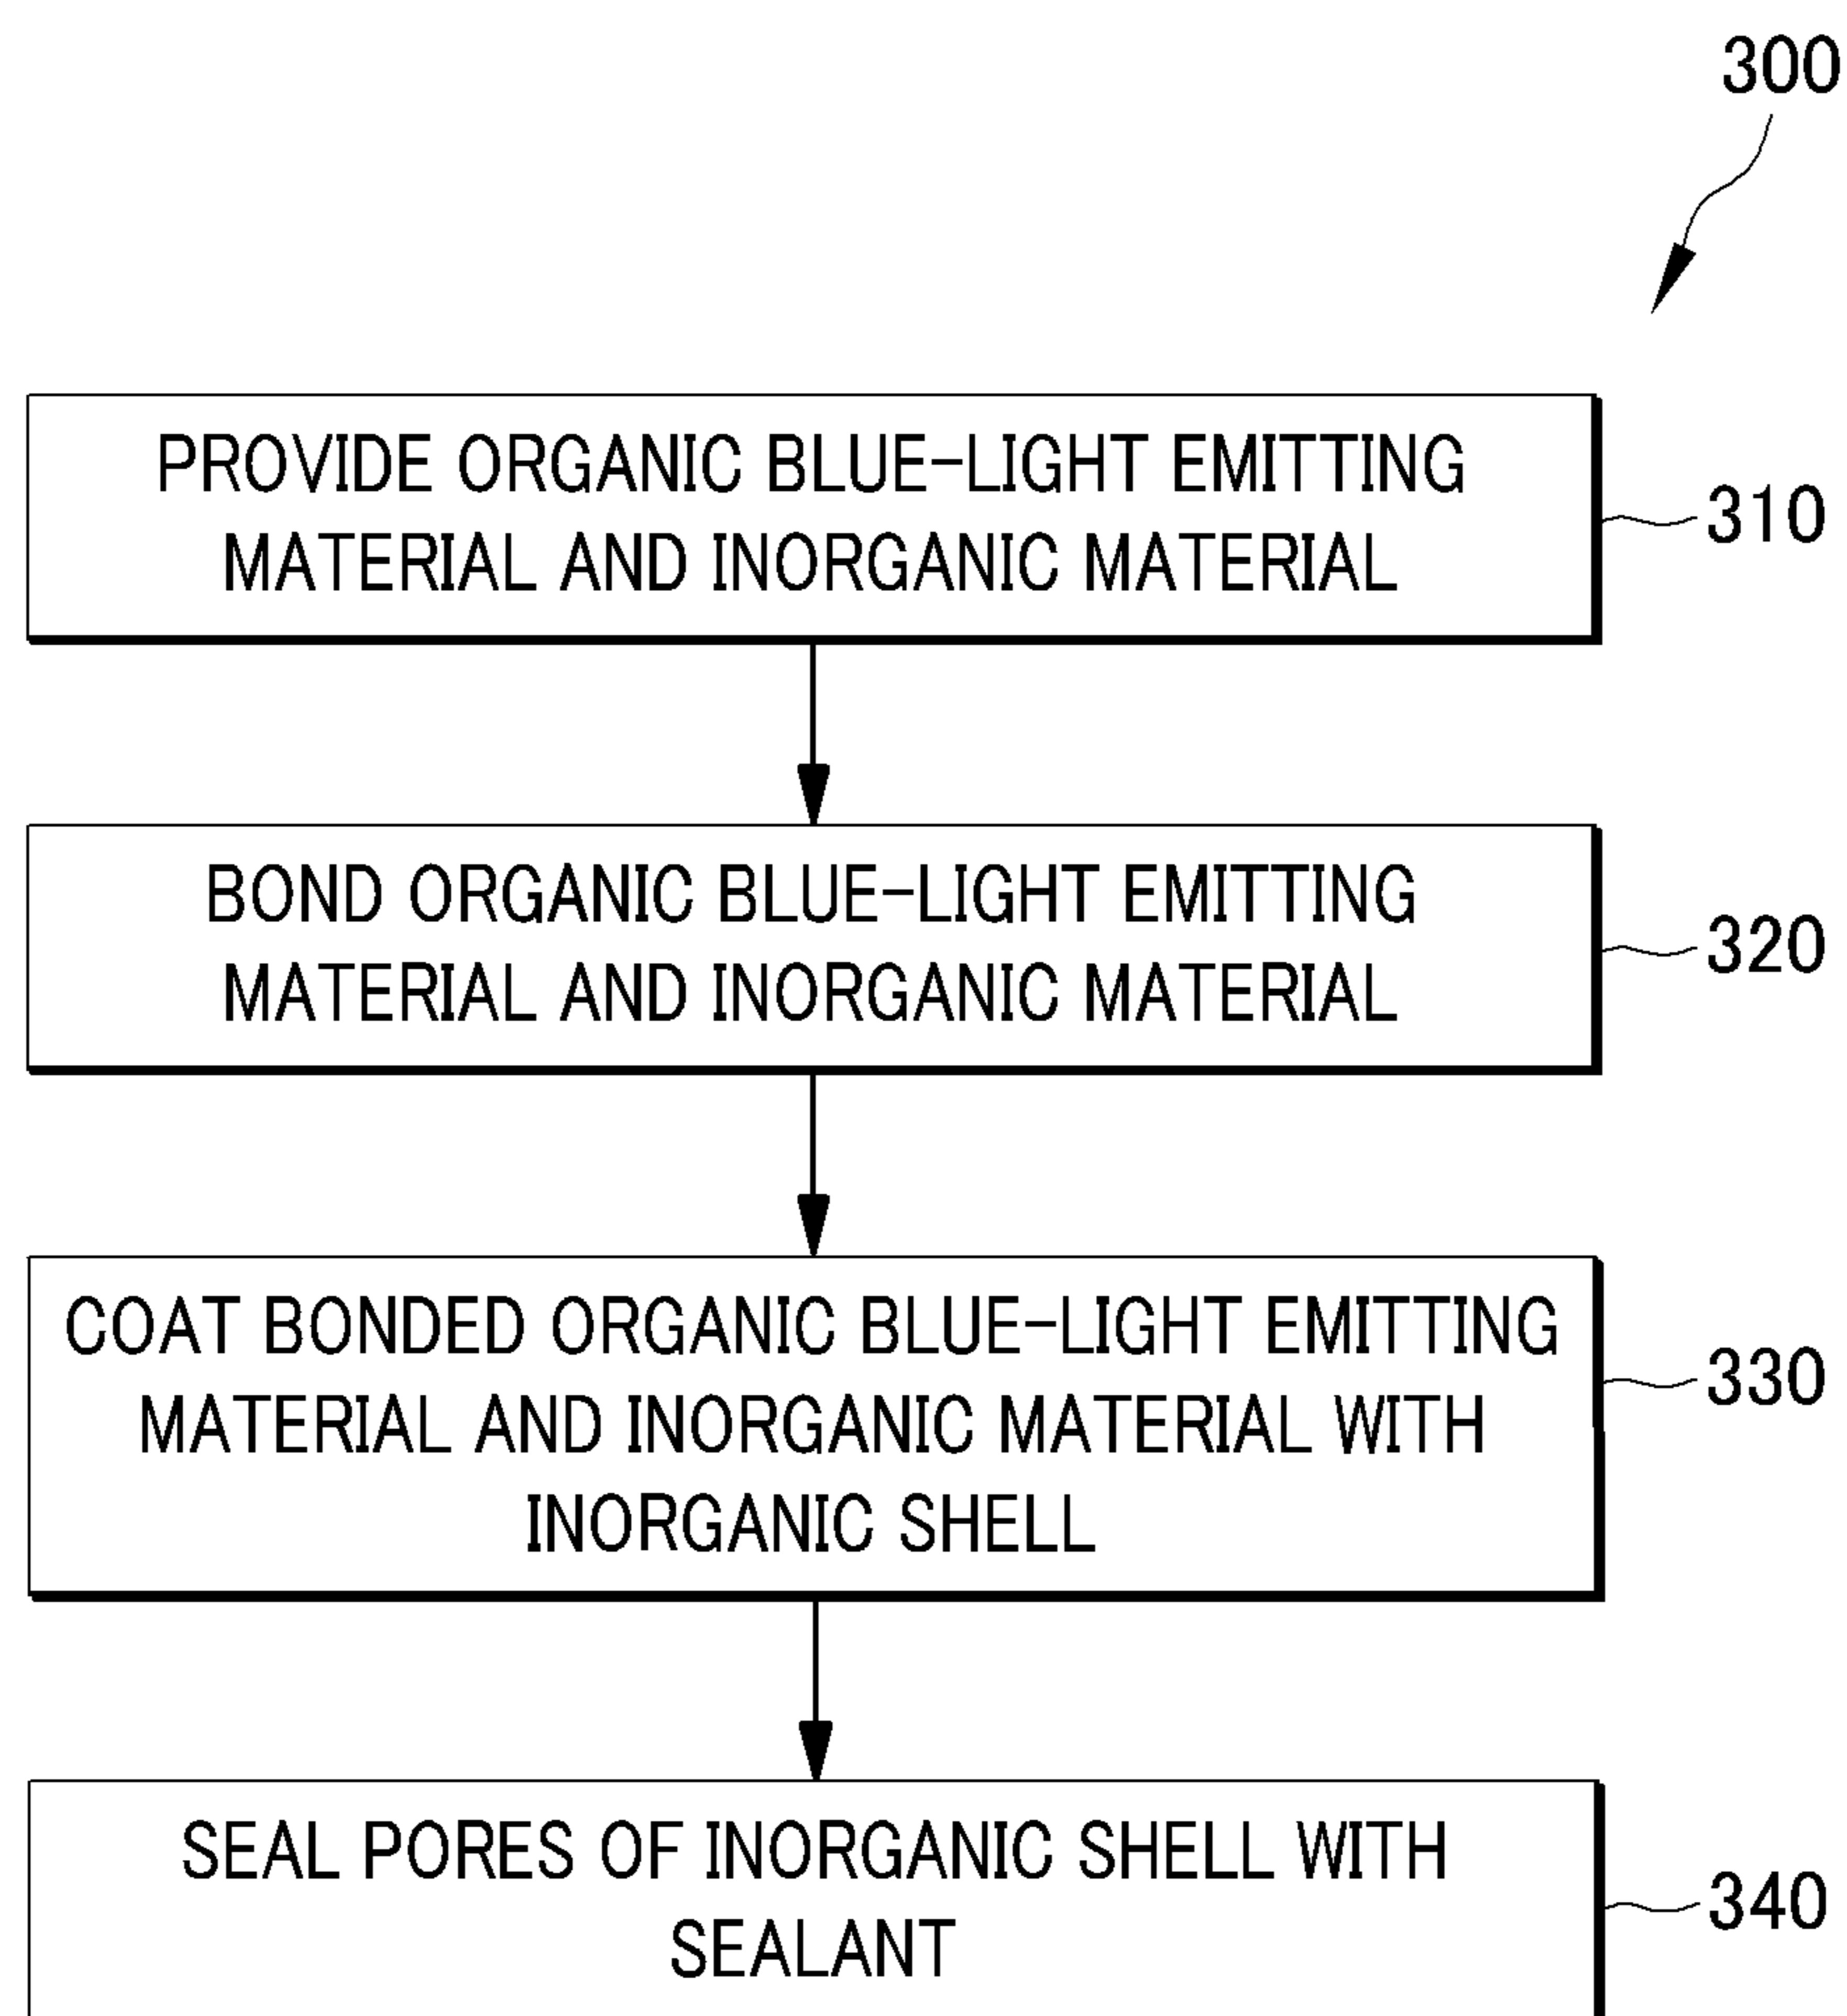 300
PROVIDE ORGANIC BLUE-LIGHT EMITTING
MATERIAL AND INORGANIC MATERIAL
310
BOND ORGANIC BLUE-LIGHT EMITTING
MATERIAL AND INORGANIC MATERIAL
320
COAT BONDED ORGANIC BLUE-LIGHT EMITTING
MATERIAL AND INORGANIC MATERIAL WITH
INORGANIC SHELL
330
SEAL PORES OF INORGANIC SHELL WITH
SEALANT
340